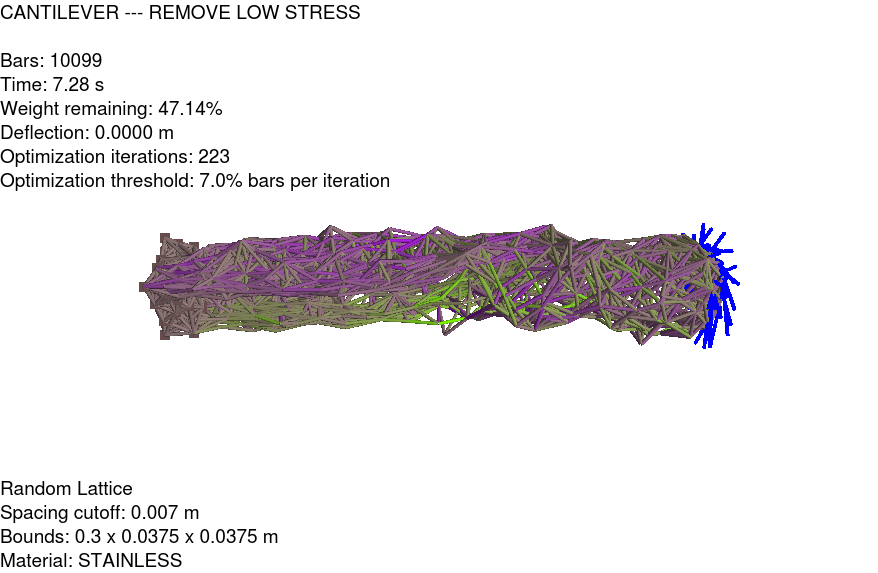 CANTILEVER --- REMOVE LOW STRESS
Bars: 10099
Time: 7.28 s
Weight remaining: 47.14%
Deflection: 0.0000 m
Optimization iterations: 223
Optimization threshold: 7.0% bars per iteration
Random Lattice
Spacing cutoff: 0.007 m
Bounds: 0.3 x 0.0375 x 0.0375 m
Material: STAINLESS